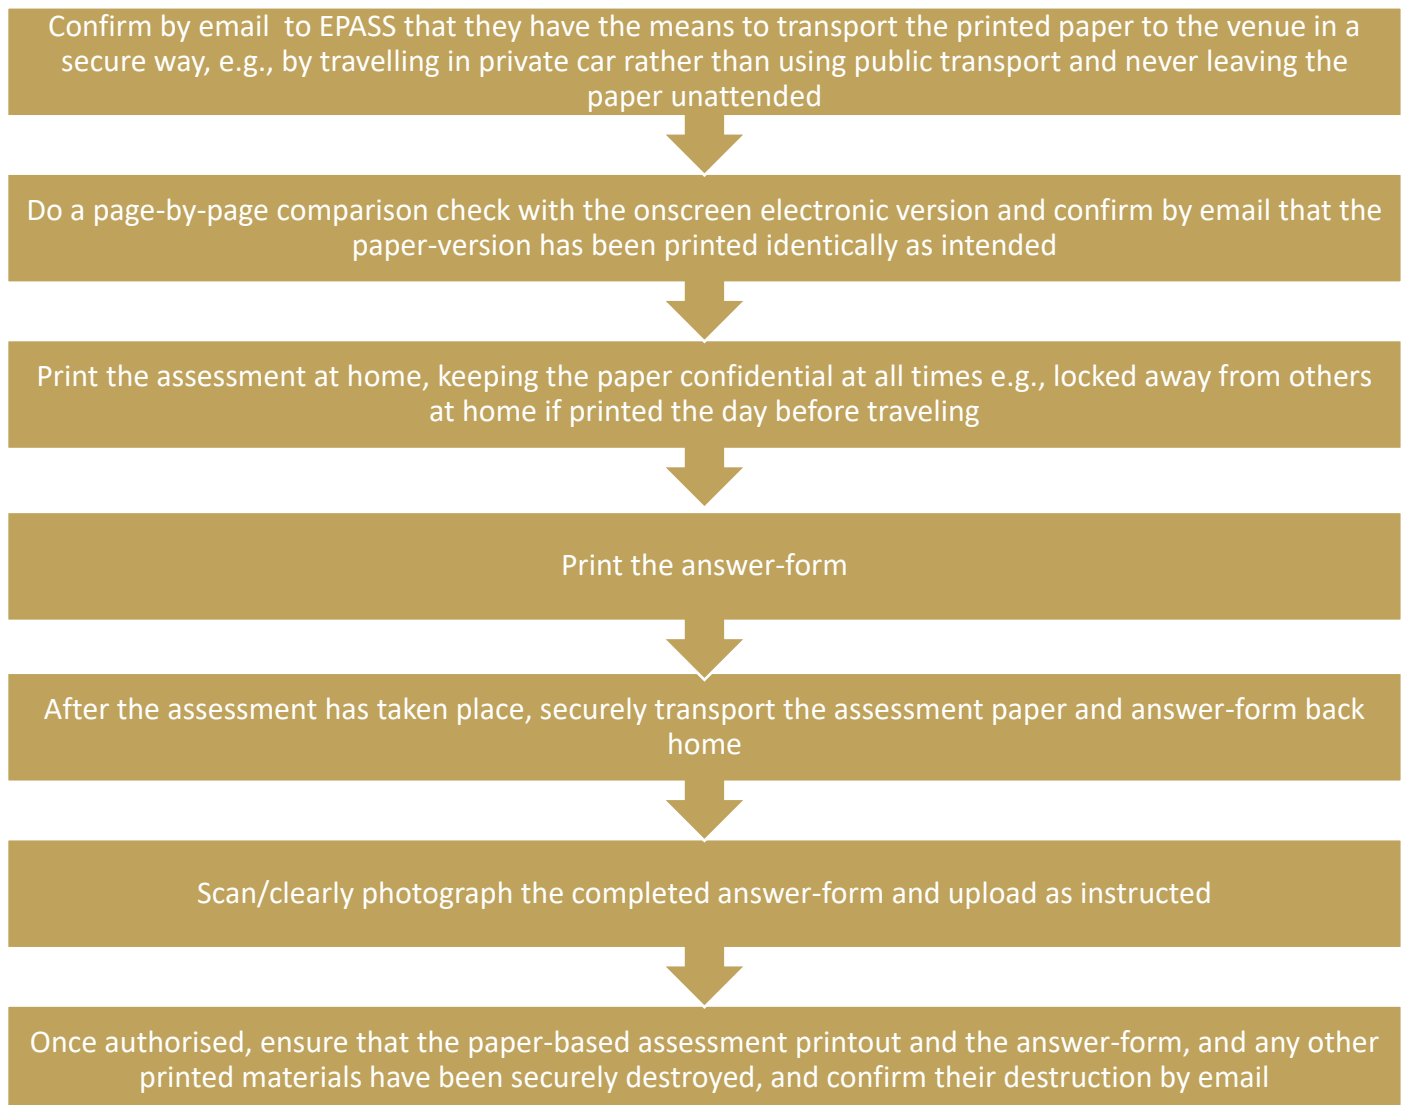 Confirm by email  to EPASS that they have the means to transport the printed paper to the venue in a
secure way, e.g., by travelling in private car rather than using public transport and never leaving the
paper unattended
Do a page-by-page comparison check with the onscreen electronic version and confirm by email that the
paper-version has been printed identically as intended
Print the assessment at home, keeping the paper confidential at all times e.g., locked away from others
at home if printed the day before traveling
Print the answer-form
After the assessment has taken place, securely transport the assessment paper and answer-form back
home
Scan/clearly photograph the completed answer-form and upload as instructed
Once authorised, ensure that the paper-based assessment printout and the answer-form, and any other
printed materials have been securely destroyed, and confirm their destruction by email